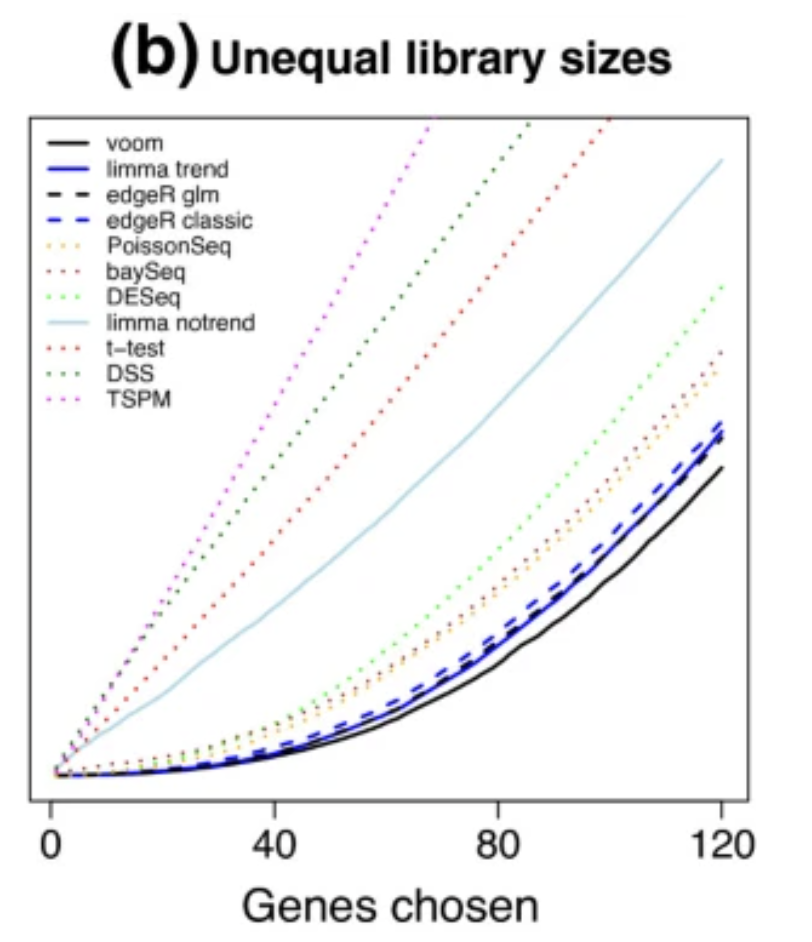 (b) Unequal library sizes
voom
limma trend
edgeR glm
edgeR classic
PoissonSeq
baySeq
DESeq
limma notrend
t-test
DSS
TSPM
0 40 80 120
Genes chosen